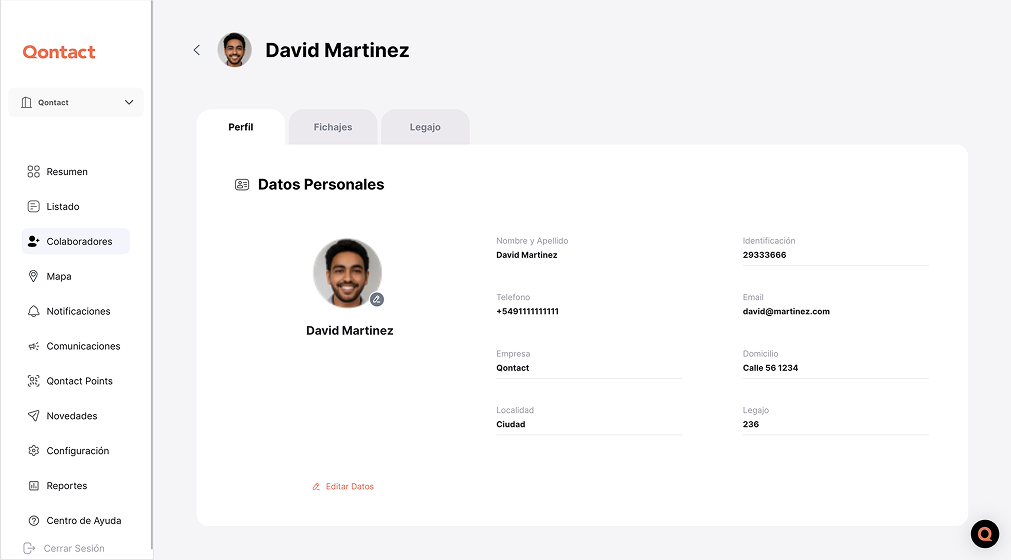 Qontact
Qontact
Resumen
Listado
Colaboradores
Mapa
Notificaciones
Comunicaciones
Qontact Points
Novedades
Configuración
Reportes
Centro de Ayuda
Cerrar Sesión
David Martinez
Perfil
Fichajes
Legajo
Datos Personales
David Martinez
Editar Datos
Nombre y Apellido
David Martinez
Identificación
29333666
Telefono
+5491111111111
Email
david@martinez.com
Empresa
Qontact
Domicilio
Calle 56 1234
Localidad
Ciudad
Legajo
236
Q